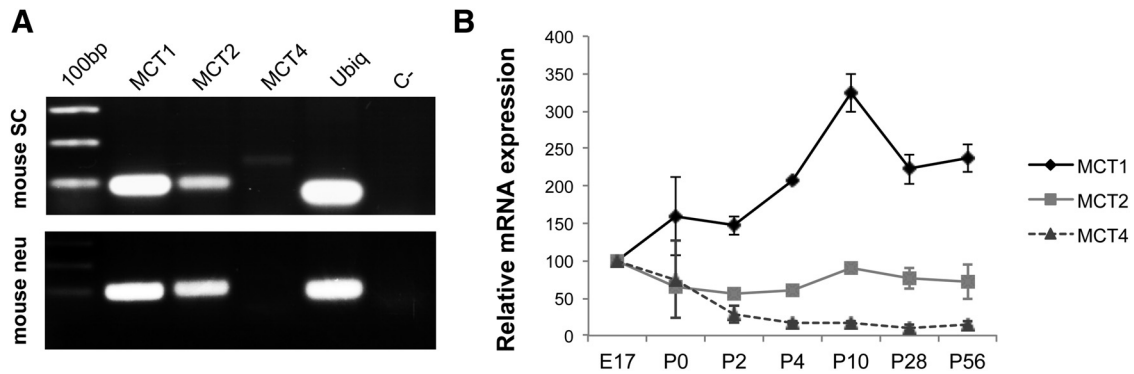 A
100bp
MCT1
MCT2
MCT4
Ubiq
C-
mouse SC
mouse neu
B
Relative mRNA expression
400
350
300
250
200
150
100
50
0
E17 P0 P2 P4 P10 P28 P56
MCT1
MCT2
MCT4